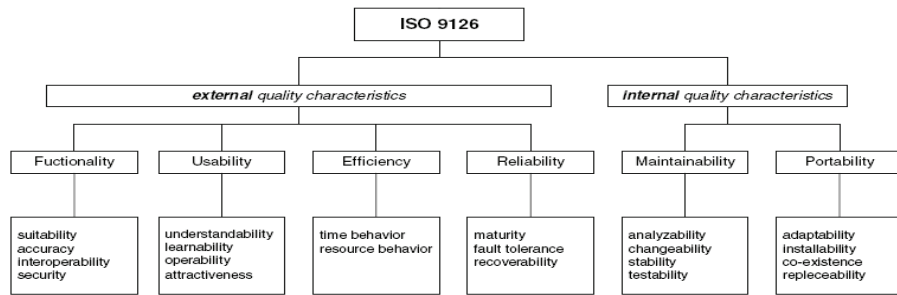 ISO 9126
external quality characteristics
internal quality characteristics
Fuctionality
Usability
Efficiency
Reliability
Maintainability
Portability
suitability
accuracy
interoperability
security
understandability
learnability
operability
attractiveness
time behavior
resource behavior
maturity
fault tolerance
recoverability
analyzability
changeability
stability
testability
adaptability
installability
co-existence
repleceability